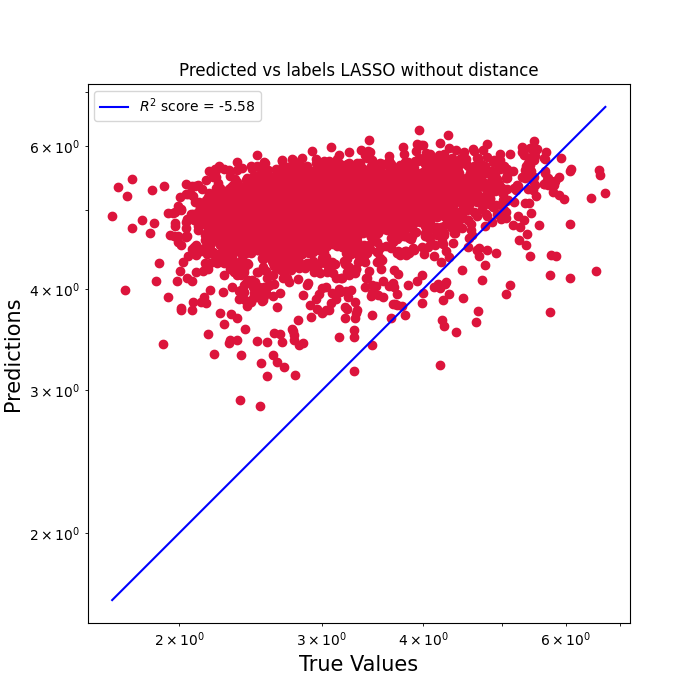 Predicted vs labels LASSO without distance
R² score = -5.58
6 × 10⁰
4 × 10⁰
3 × 10⁰
2 × 10⁰
Predictions
2 × 10⁰ 3 × 10⁰ 4 × 10⁰ 6 × 10⁰
True Values